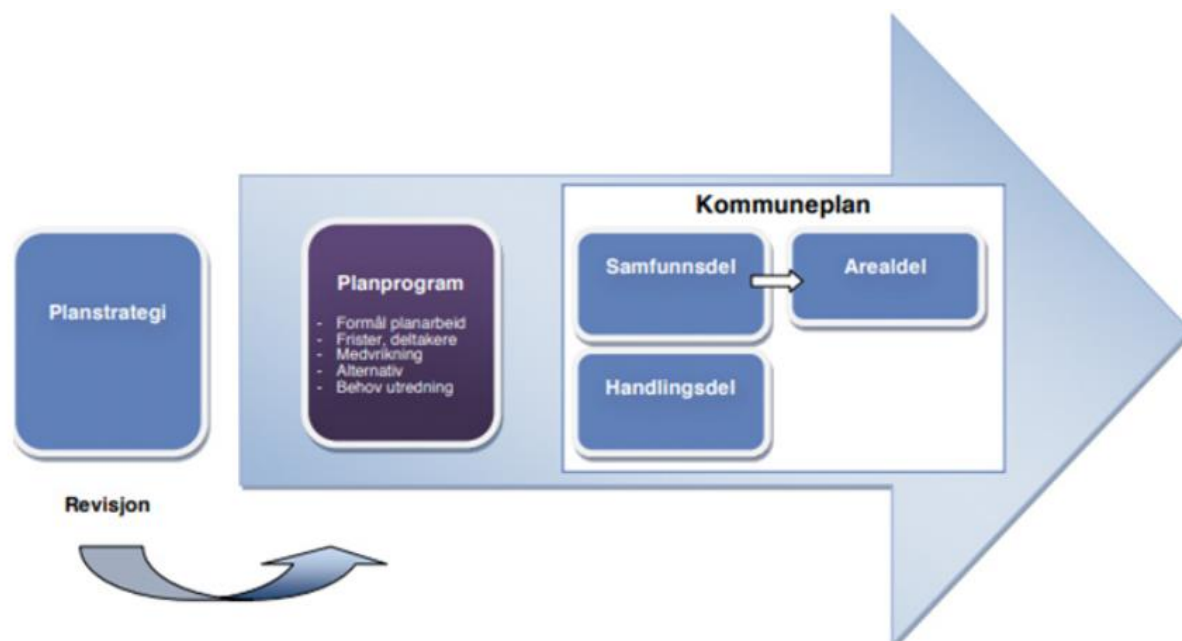 Kommuneplan
Planstrategi
Planprogram
- Formål planarbeid
- Frister, deltakere
- Medvrikning
- Alternativ
- Behov utredning
Samfunnsdel
Arealdel
Handlingsdel
Revisjon